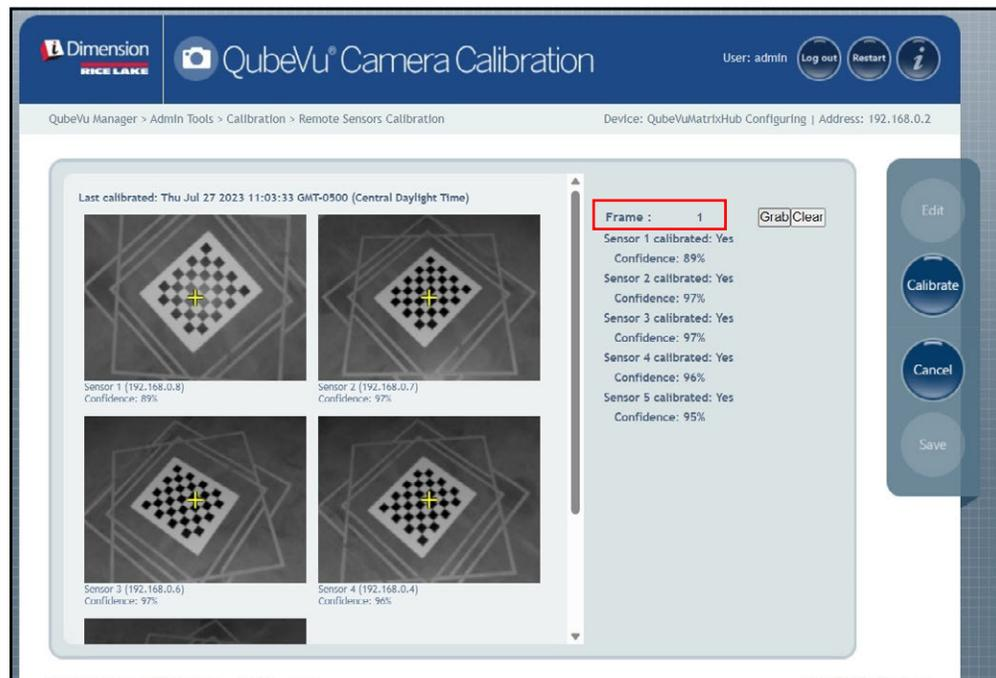 Dimension
RICE LAKE
QubeVu® Camera Calibration
User: admin
Log out
Restart
i
QubeVu Manager > Admin Tools > Calibration > Remote Sensors Calibration
Device: QubeVuMatrixHub Configuring | Address: 192.168.0.2
Last calibrated: Thu Jul 27 2023 11:03:33 GMT-0500 (Central Daylight Time)
Sensor 1 (192.168.0.8)
Confidence: 89%
Sensor 2 (192.168.0.7)
Confidence: 97%
Sensor 3 (192.168.0.6)
Confidence: 97%
Sensor 4 (192.168.0.4)
Confidence: 96%
Frame : 1
Grab Clear
Sensor 1 calibrated: Yes
Confidence: 89%
Sensor 2 calibrated: Yes
Confidence: 97%
Sensor 3 calibrated: Yes
Confidence: 97%
Sensor 4 calibrated: Yes
Confidence: 96%
Sensor 5 calibrated: Yes
Confidence: 95%
Edit
Calibrate
Cancel
Save